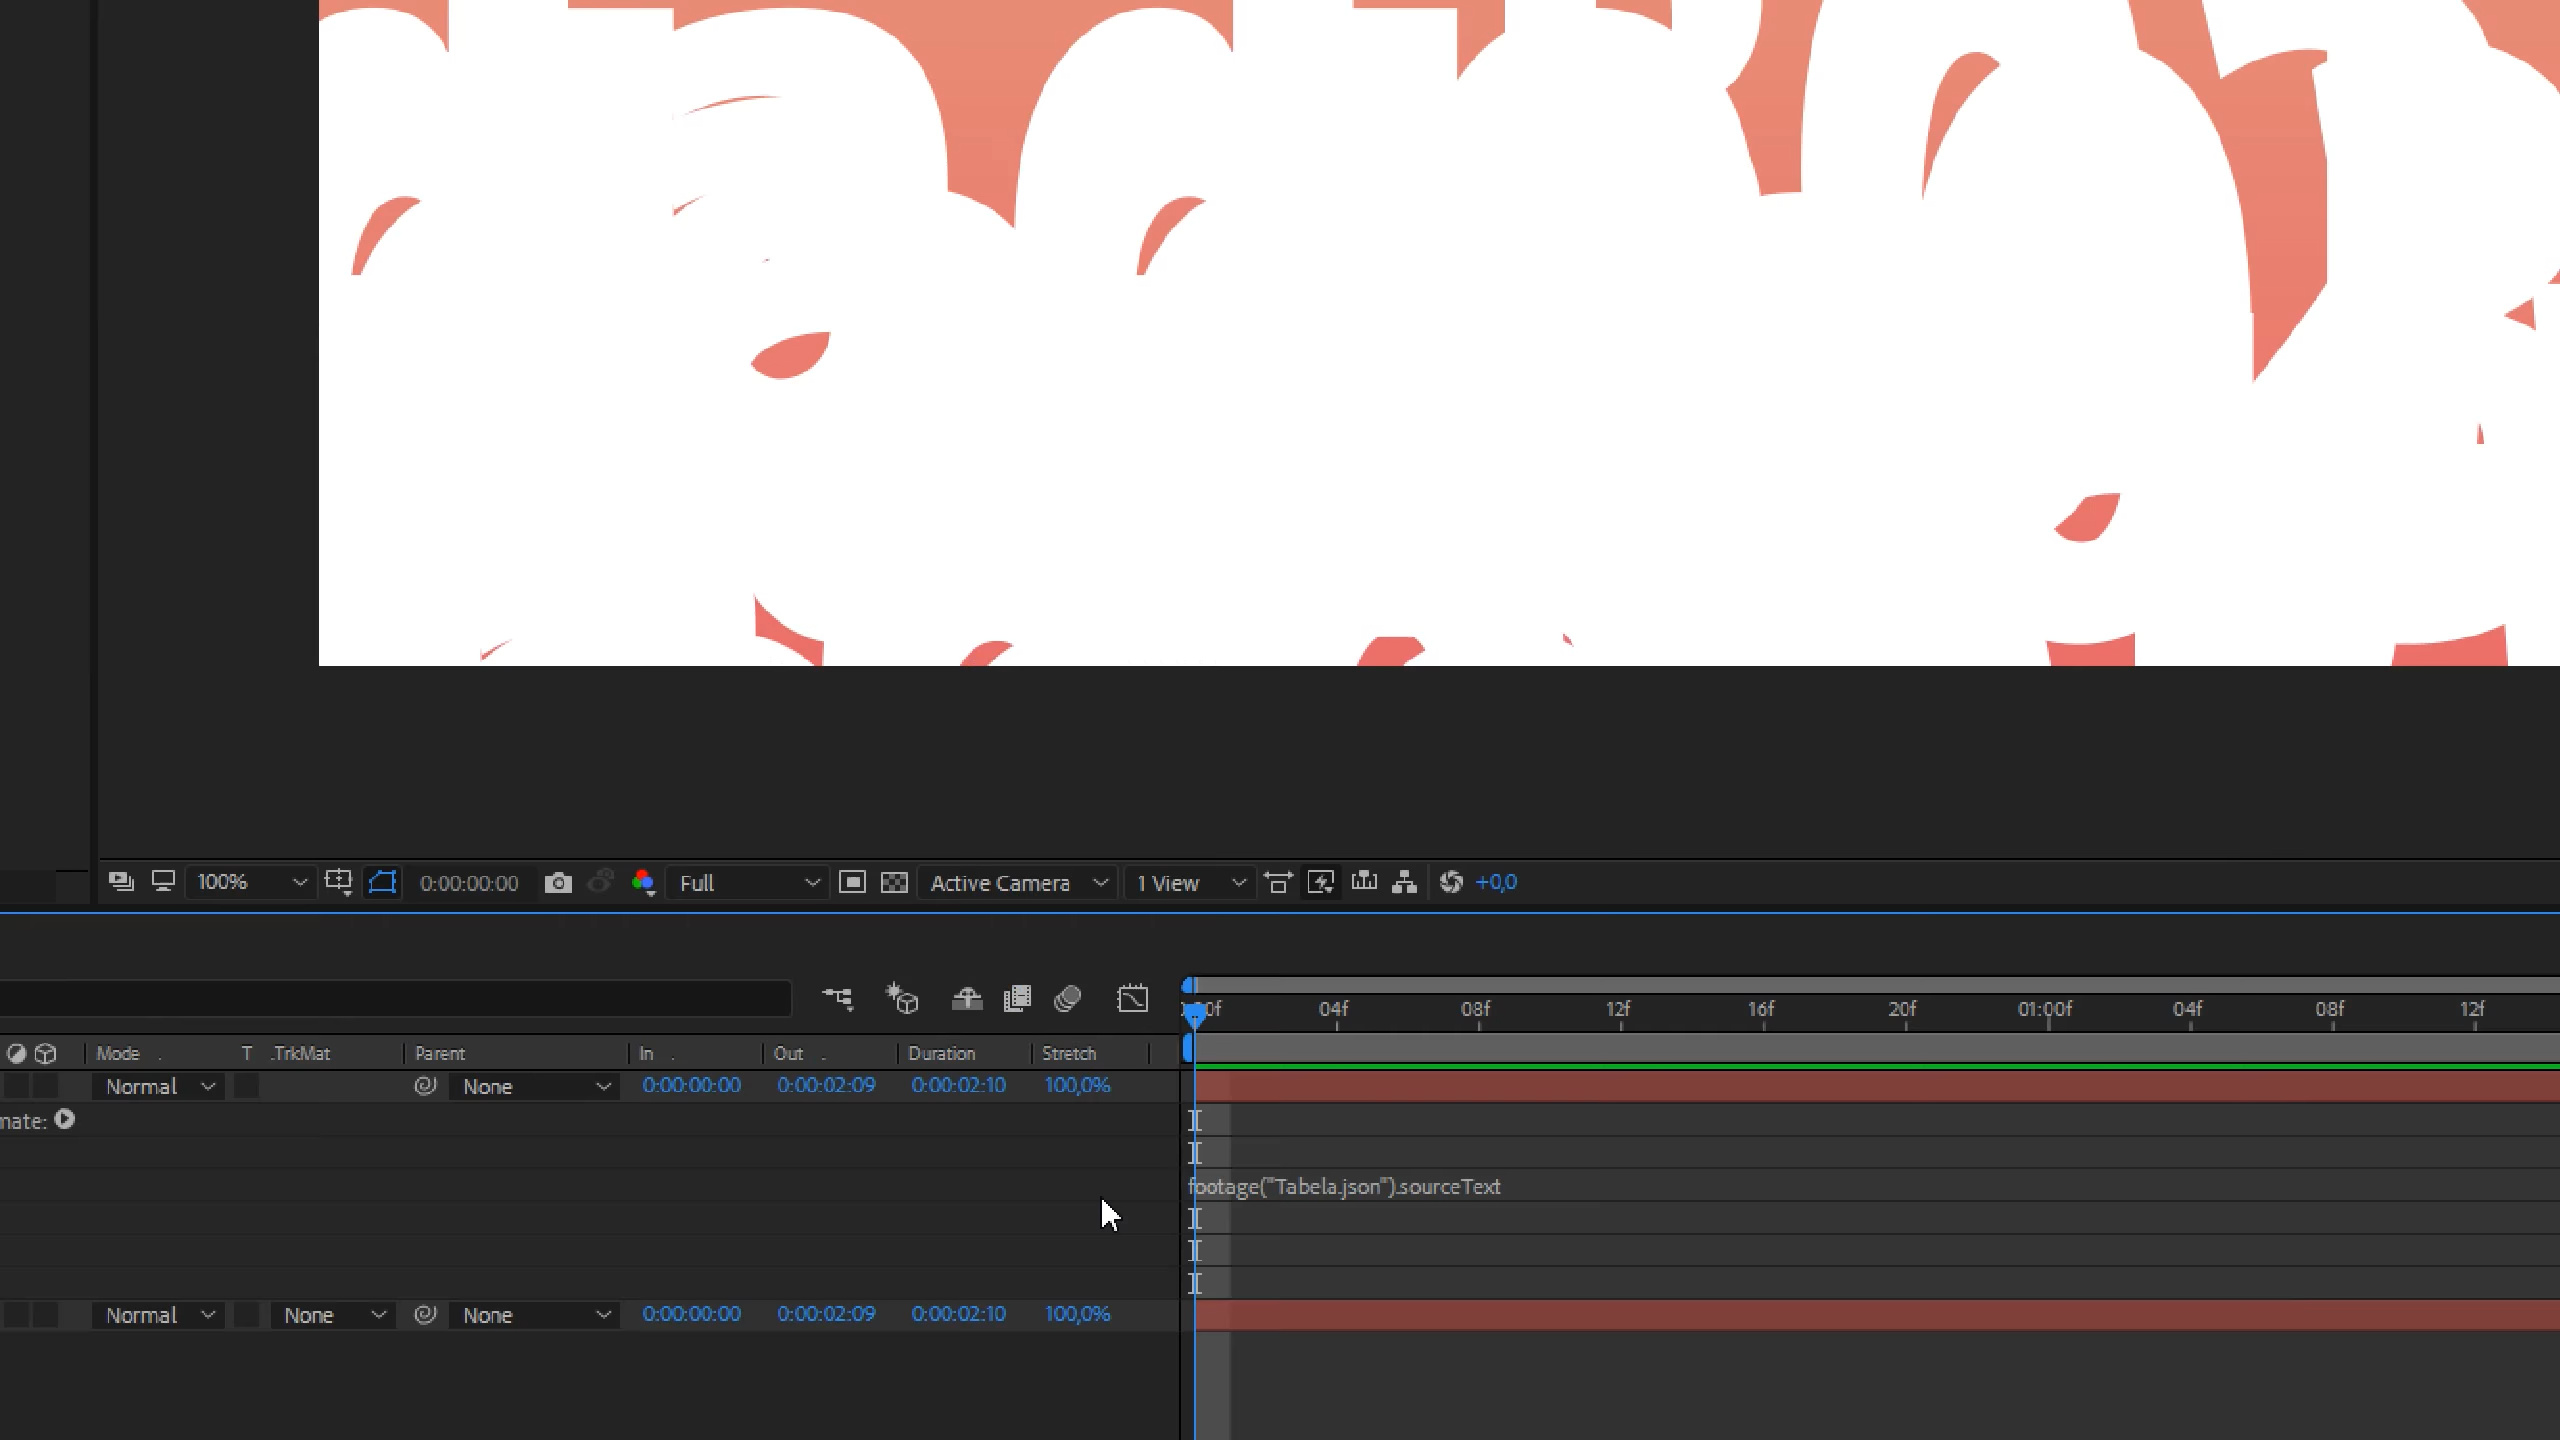 100%
0:00:00:00
Full
Active Camera
1 View
+0,0
04f 08f 12f 16f 20f 01:00f 04f 08f 12f
Mode T .TrkMat Parent In Out Duration Stretch
Normal None 0:00:00:00 0:00:02:09 0:00:02:10 100,0%
mate:
footage("Tabela.json").sourceText
Normal None None 0:00:00:00 0:00:02:09 0:00:02:10 100,0%